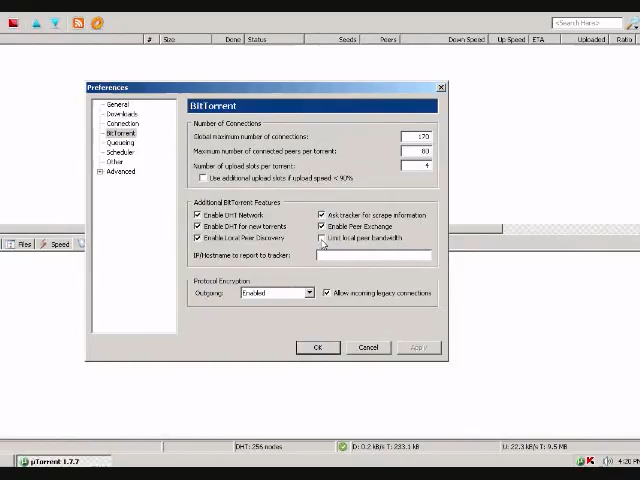 <Search Here>
# Size Done Status Seeds Peers Down Speed Up Speed ETA Uploaded Ratio
Preferences
General
Downloads
Connection
BitTorrent
Queueing
Scheduler
Other
Advanced
BitTorrent
Number of Connections
Global maximum number of connections: 170
Maximum number of connected peers per torrent: 80
Number of upload slots per torrent: 4
Use additional upload slots if upload speed < 90%
Additional BitTorrent Features
Enable DHT Network Ask tracker for scrape information
Enable DHT for new torrents Enable Peer Exchange
Enable Local Peer Discovery Limit local peer bandwidth
IP/Hostname to report to tracker:
Protocol Encryption
Outgoing: Enabled Allow incoming legacy connections
OK Cancel Apply
Files Speed
DHT: 256 nodes D: 0.2 kB/s T: 233.1 kB U: 22.3 kB/s T: 9.5 MB
µTorrent 1.7.7 4:20 P